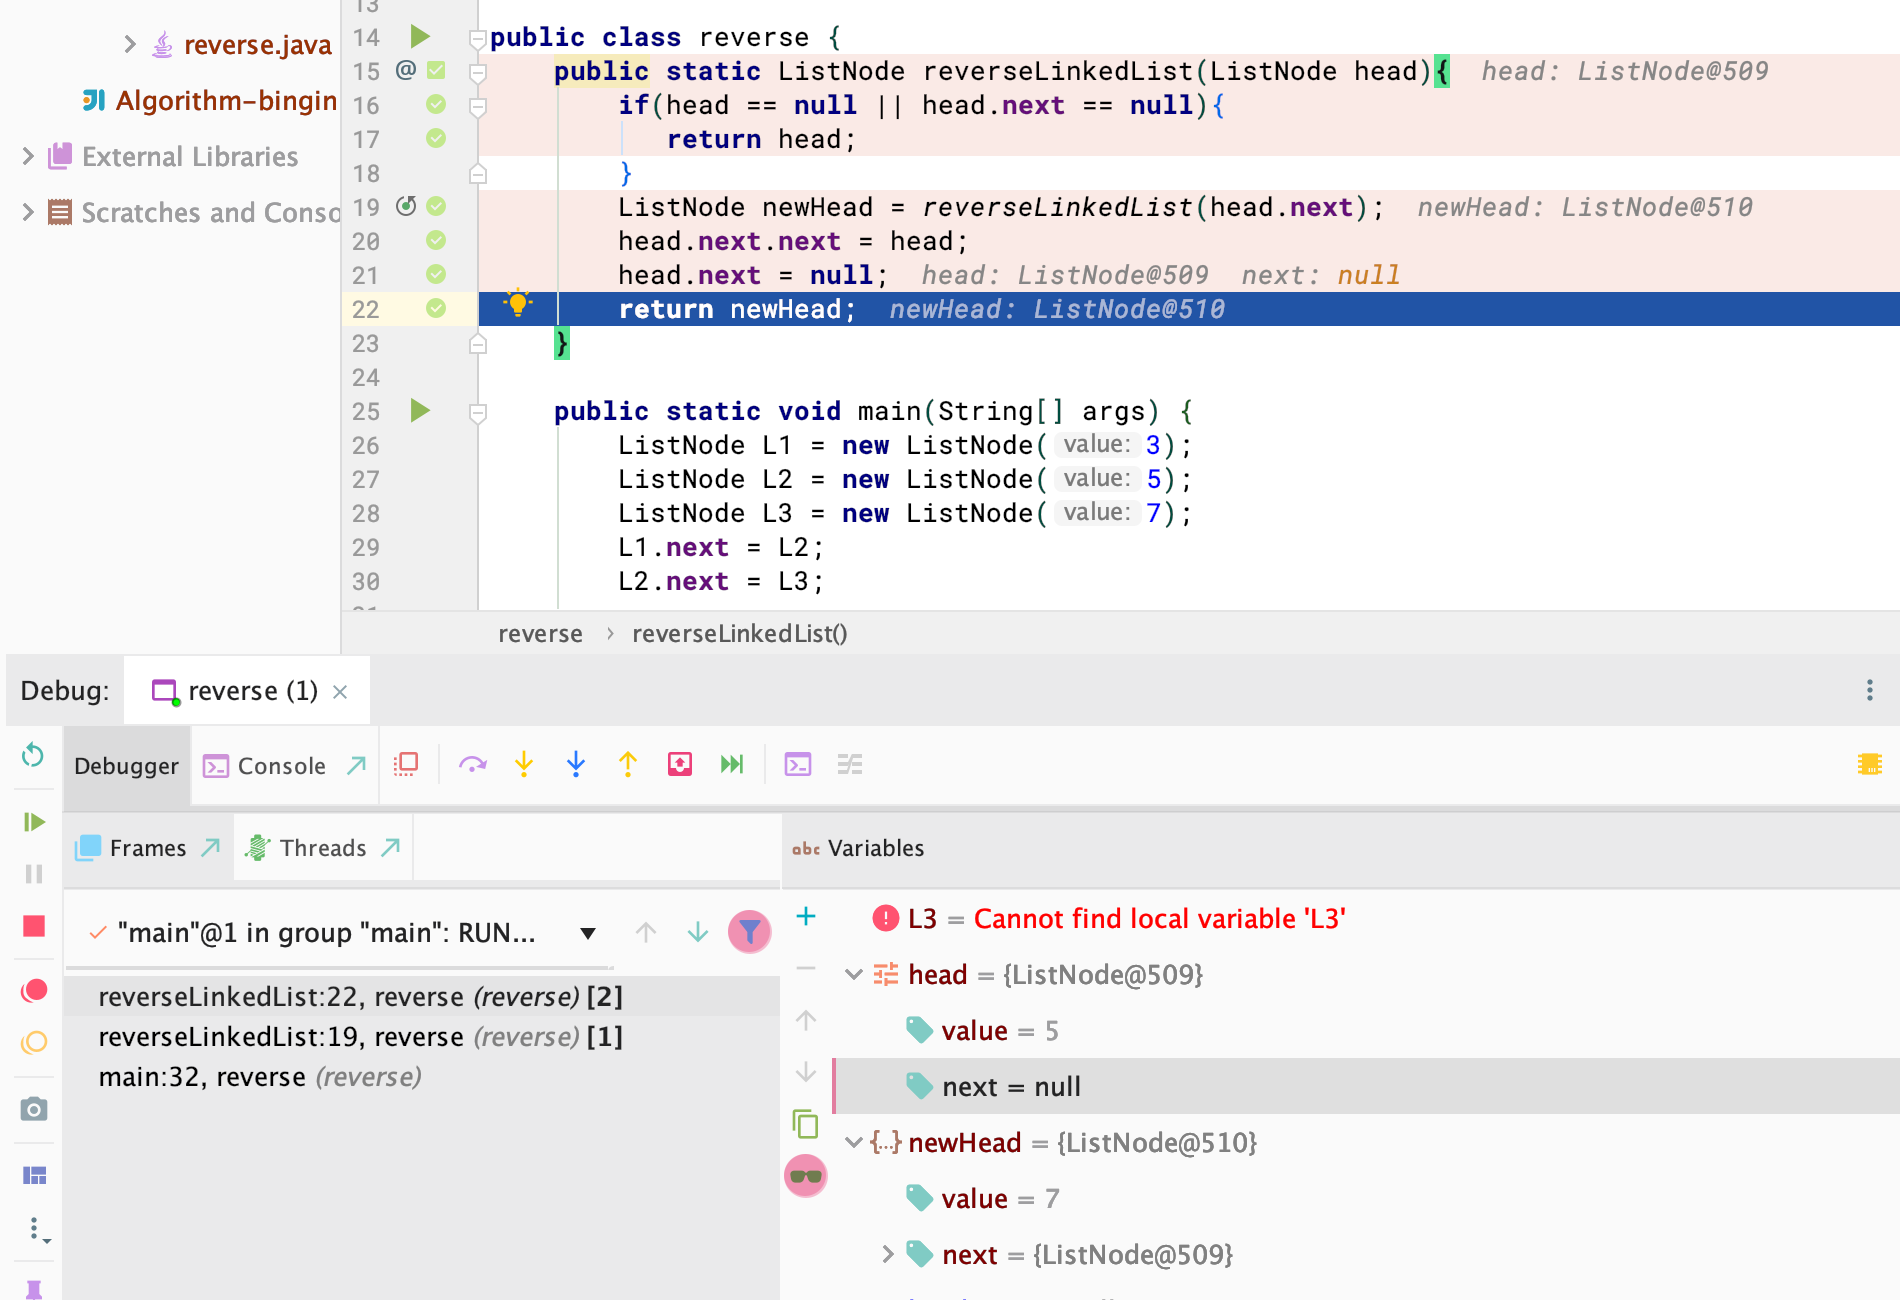 13
14 public class reverse {
reverse.java
15 @ public static ListNode reverseLinkedList(ListNode head){ head: ListNode@509
Algorithm-bingin
16 if(head == null || head.next == null){
17 return head;
External Libraries
18 }
19 ListNode newHead = reverseLinkedList(head.next); newHead: ListNode@510
Scratches and Conso
20 head.next.next = head;
21 head.next = null; head: ListNode@509 next: null
22 return newHead; newHead: ListNode@510
23 }
24
25 public static void main(String[] args) {
26 ListNode L1 = new ListNode( value: 3);
27 ListNode L2 = new ListNode( value: 5);
28 ListNode L3 = new ListNode( value: 7);
29 L1.next = L2;
30 L2.next = L3;
reverse › reverseLinkedList()
Debug: reverse (1)
Debugger Console
Frames Threads
abc Variables
"main"@1 in group "main": RUN...
reverseLinkedList:22, reverse (reverse) [2]
reverseLinkedList:19, reverse (reverse) [1]
main:32, reverse (reverse)
L3 = Cannot find local variable 'L3'
head = {ListNode@509}
value = 5
next = null
{...} newHead = {ListNode@510}
value = 7
next = {ListNode@509}